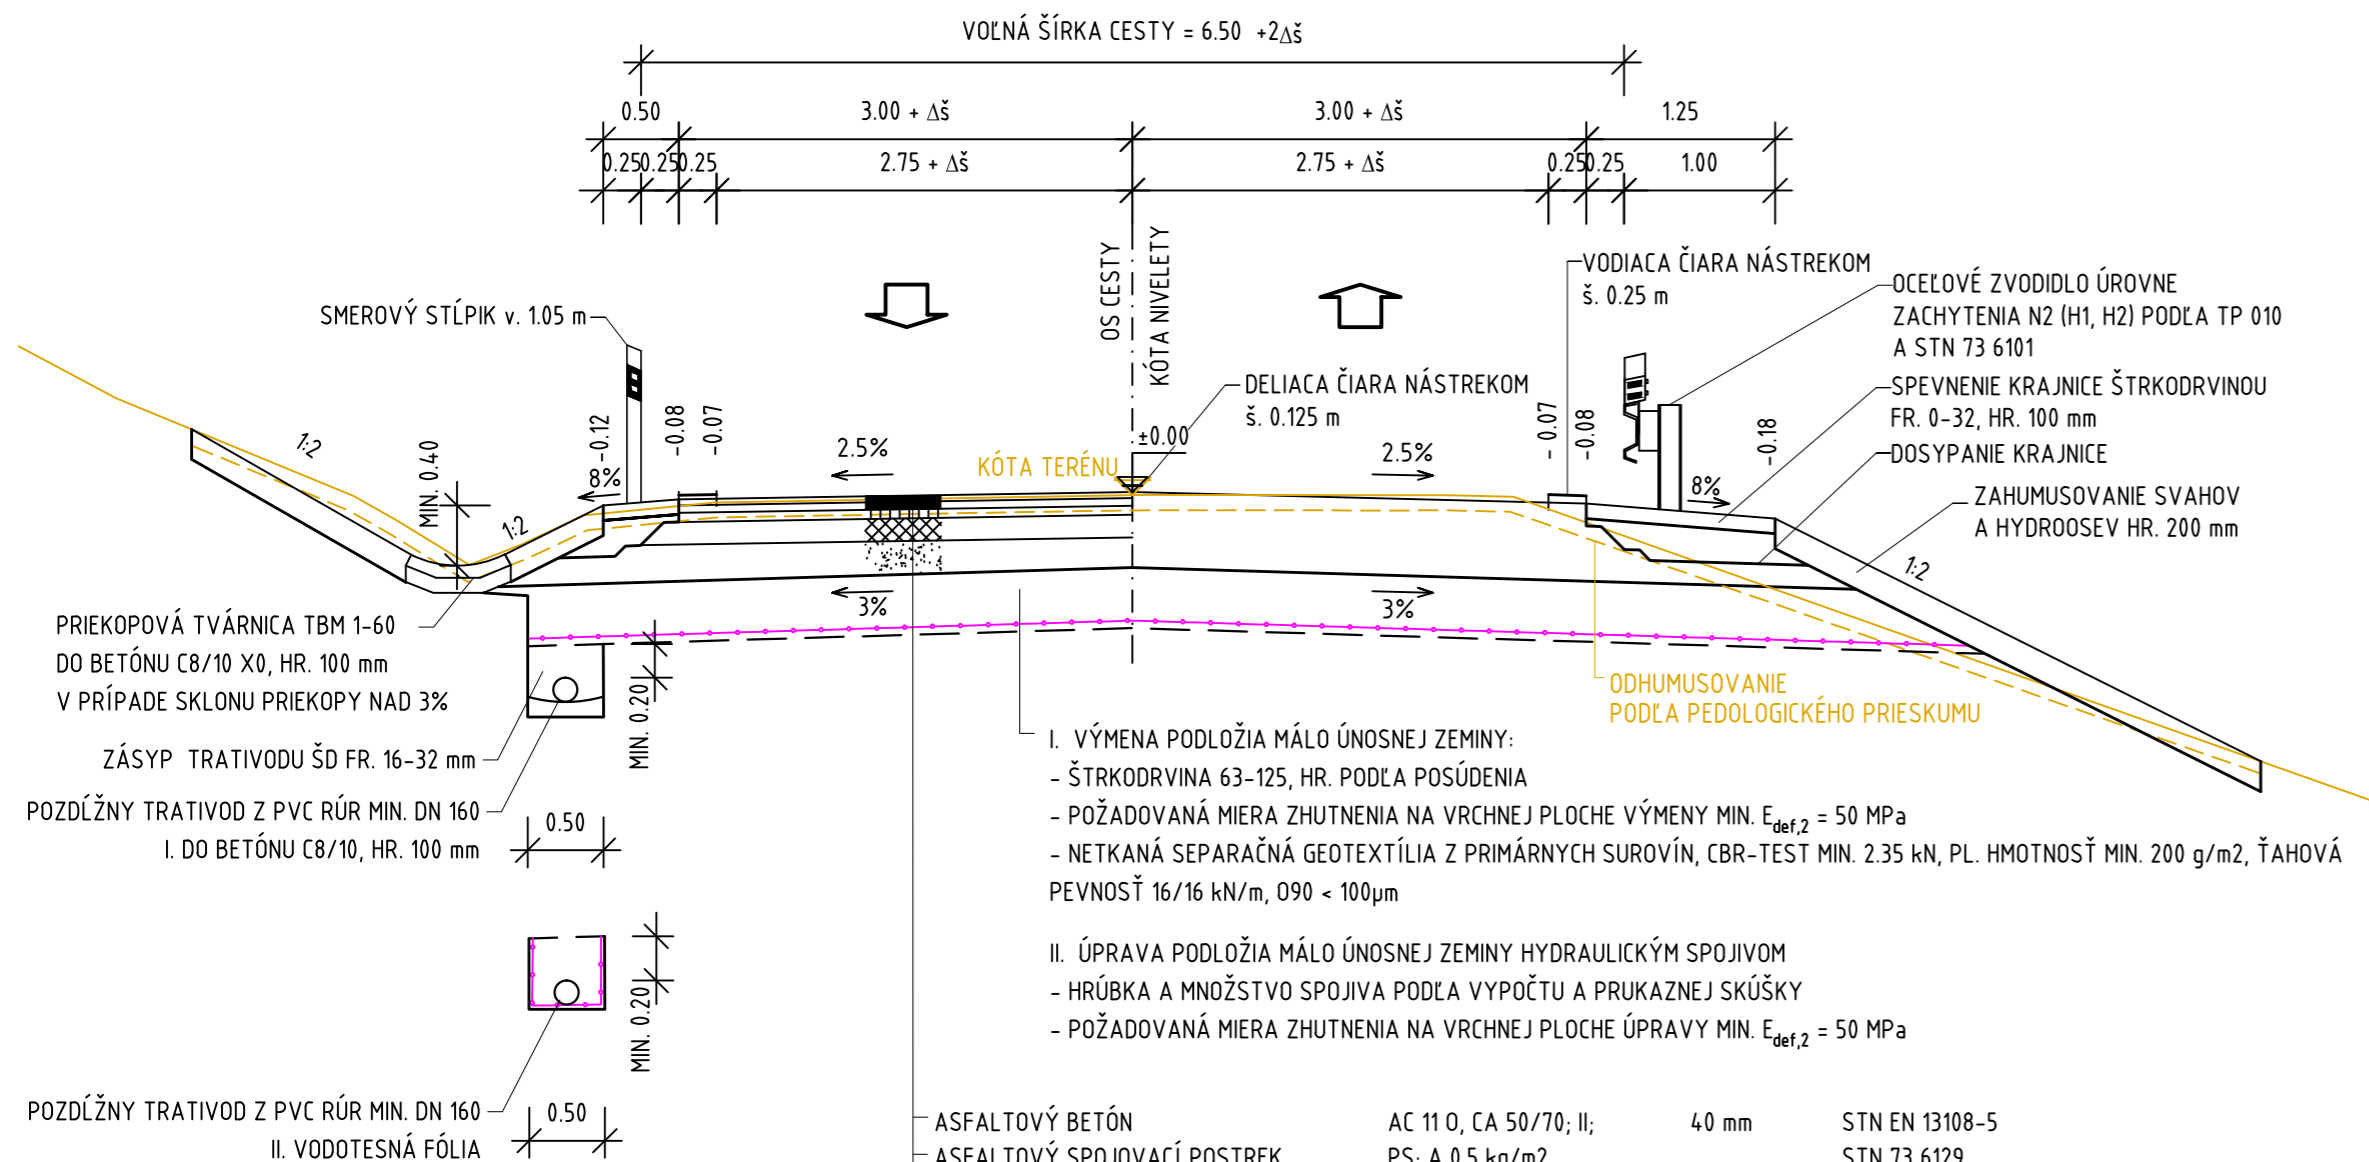 VOĽNÁ ŠÍRKA CESTY = 6.50 +2Δš
0.50 3.00 + Δš 3.00 + Δš 1.25
0.25 0.25 0.25 2.75 + Δš 2.75 + Δš 0.25 0.25 1.00
OS CESTY
KÓTA NIVELETY
VODIACA ČIARA NÁSTREKOM
š. 0.25 m
OCEĽOVÉ ZVODIDLO ÚROVNE
ZACHYTENIA N2 (H1, H2) PODĽA TP 010
A STN 73 6101
SMEROVÝ STĹPIK v. 1.05 m
DELIACA ČIARA NÁSTREKOM
š. 0.125 m
SPEVNENIE KRAJNICE ŠTRKODRVINOU
FR. 0-32, HR. 100 mm
DOSYPANIE KRAJNICE
ZAHUMUSOVANIE SVAHOV
A HYDROOSEV HR. 200 mm
1:2
MIN. 0.40
1:2
-0.12
-0.08
-0.07
8%
2.5%
KÓTA TERÉNU
±0.00
2.5%
-0.07
-0.08
-0.18
8%
1:2
3%
3%
PRIEKOPOVÁ TVÁRNICA TBM 1-60
DO BETÓNU C8/10 X0, HR. 100 mm
V PRÍPADE SKLONU PRIEKOPY NAD 3%
ZÁSYP TRATIVODU ŠD FR. 16-32 mm
POZDĹŽNY TRATIVOD Z PVC RÚR MIN. DN 160
I. DO BETÓNU C8/10, HR. 100 mm
MIN. 0.20
0.50
ODHUMUSOVANIE
PODĽA PEDOLOGICKÉHO PRIESKUMU
I. VÝMENA PODLOŽIA MÁLO ÚNOSNEJ ZEMINY:
- ŠTRKODRVINA 63-125, HR. PODĽA POSÚDENIA
- POŽADOVANÁ MIERA ZHUTNENIA NA VRCHNEJ PLOCHE VÝMENY MIN. Edef,2 = 50 MPa
- NETKANÁ SEPARAČNÁ GEOTEXTÍLIA Z PRIMÁRNYCH SUROVÍN, CBR-TEST MIN. 2.35 kN, PL. HMOTNOSŤ MIN. 200 g/m2, ŤAHOVÁ
PEVNOSŤ 16/16 kN/m, O90 < 100µm
II. ÚPRAVA PODLOŽIA MÁLO ÚNOSNEJ ZEMINY HYDRAULICKÝM SPOJIVOM
- HRÚBKA A MNOŽSTVO SPOJIVA PODĽA VYPOČTU A PRUKAZNEJ SKÚŠKY
- POŽADOVANÁ MIERA ZHUTNENIA NA VRCHNEJ PLOCHE ÚPRAVY MIN. Edef,2 = 50 MPa
MIN. 0.20
POZDĹŽNY TRATIVOD Z PVC RÚR MIN. DN 160
II. VODOTESNÁ FÓLIA
0.50
ASFALTOVÝ BETÓN AC 11 O, CA 50/70; II; 40 mm STN EN 13108-5
ASFALTOVÝ SPOJOVACÍ POSTREK PS; A 0.5 kg/m2 STN 73 6129